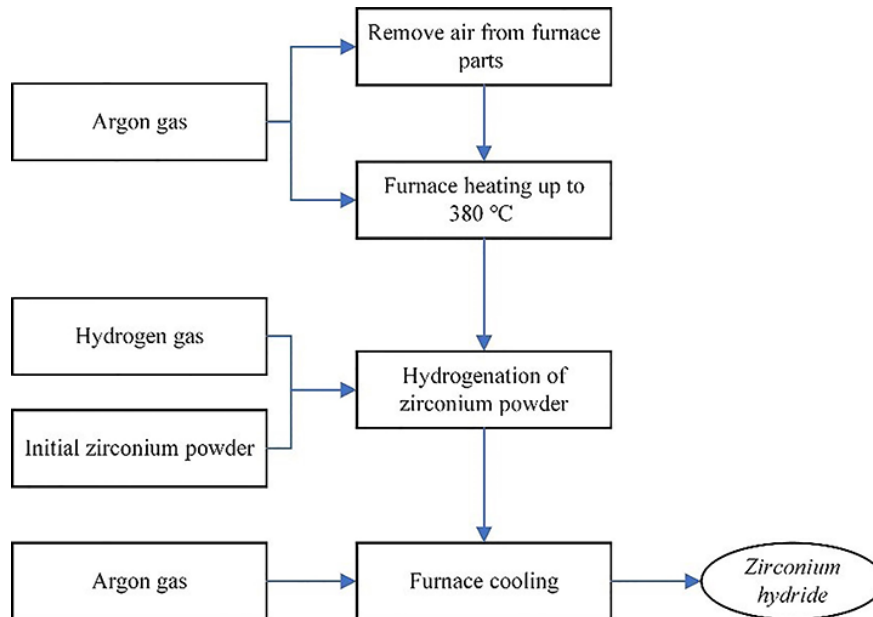 Remove air from furnace
parts
Argon gas
Furnace heating up to
380 °C
Hydrogen gas
Hydrogenation of
zirconium powder
Initial zirconium powder
Argon gas
Furnace cooling
Zirconium
hydride